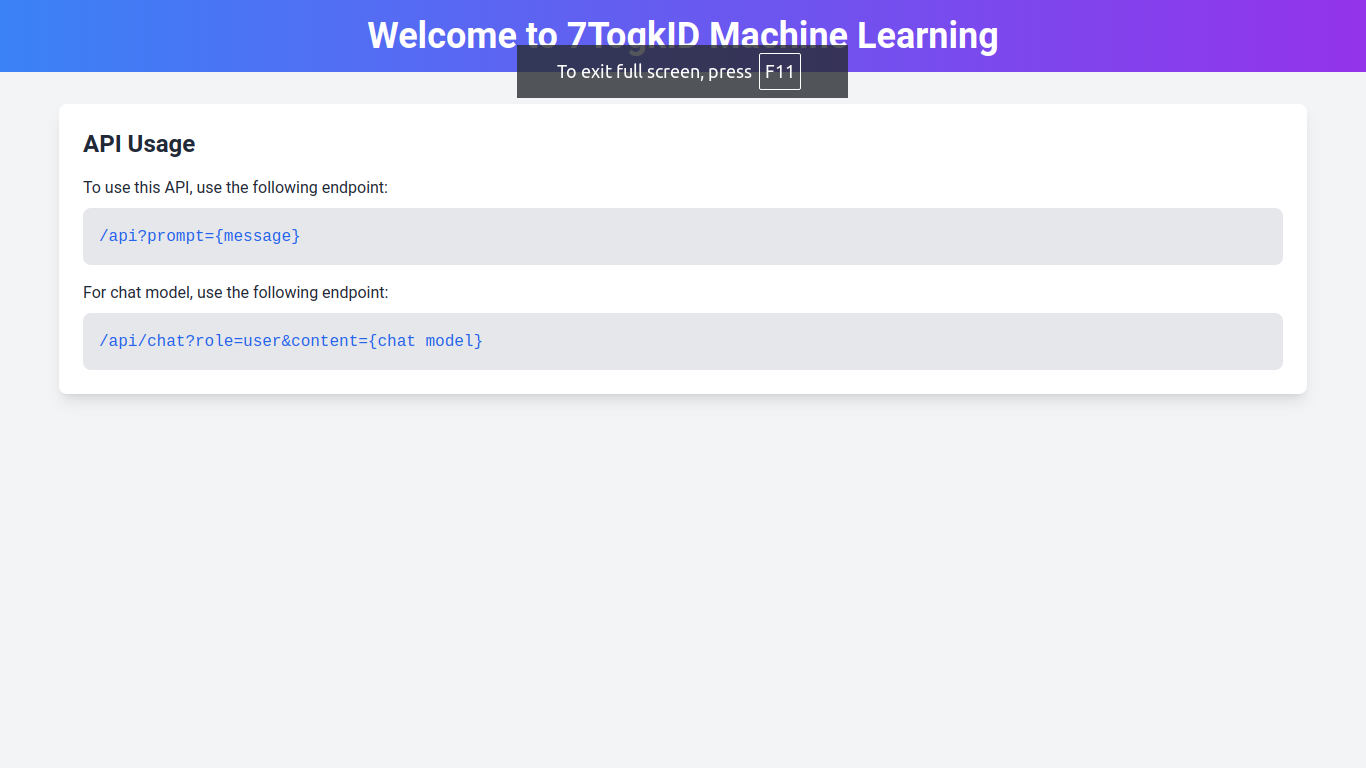 Welcome to 7TogkID Machine Learning
To exit full screen, press F11
API Usage
To use this API, use the following endpoint:
/api?prompt={message}
For chat model, use the following endpoint:
/api/chat?role=user&content={chat model}